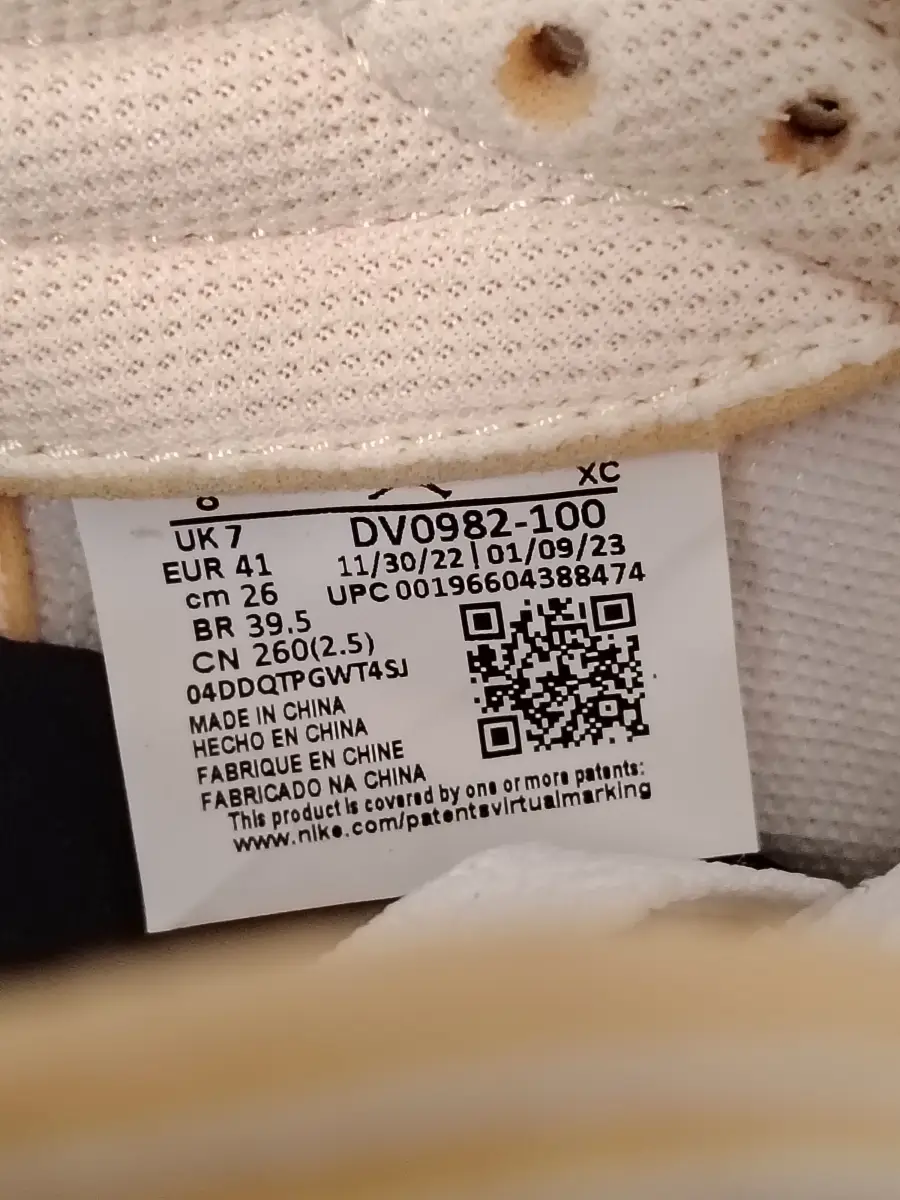 XC
UK 7
DV0982-100
EUR 41
11/30/22 | 01/09/23
cm 26
UPC 00196604388474
BR 39.5
CN 260(2.5)
04DDQTPGWT4SJ
MADE IN CHINA
HECHO EN CHINA
FABRIQUE EN CHINE
FABRICADO NA CHINA
This product is covered by one or more patents:
www.nike.com/patentsvirtualmarking